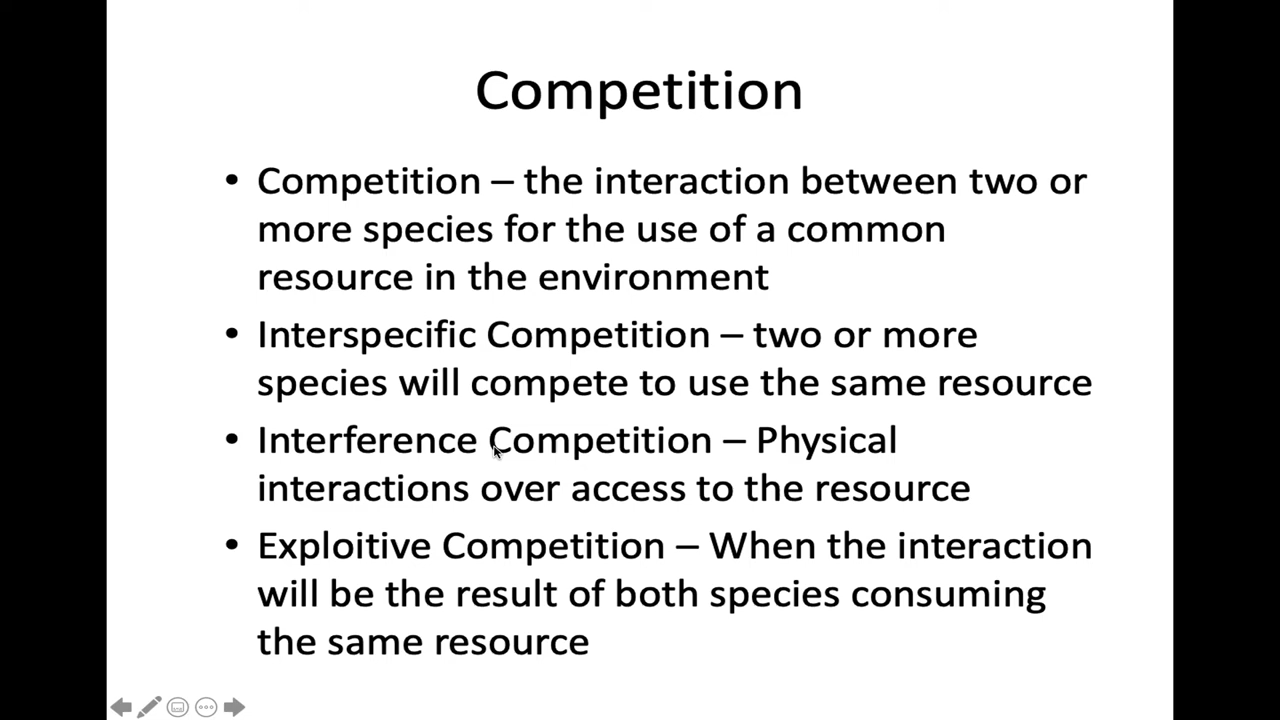 Competition
• Competition – the interaction between two or
more species for the use of a common
resource in the environment
• Interspecific Competition – two or more
species will compete to use the same resource
• Interference Competition – Physical
interactions over access to the resource
• Exploitive Competition – When the interaction
will be the result of both species consuming
the same resource